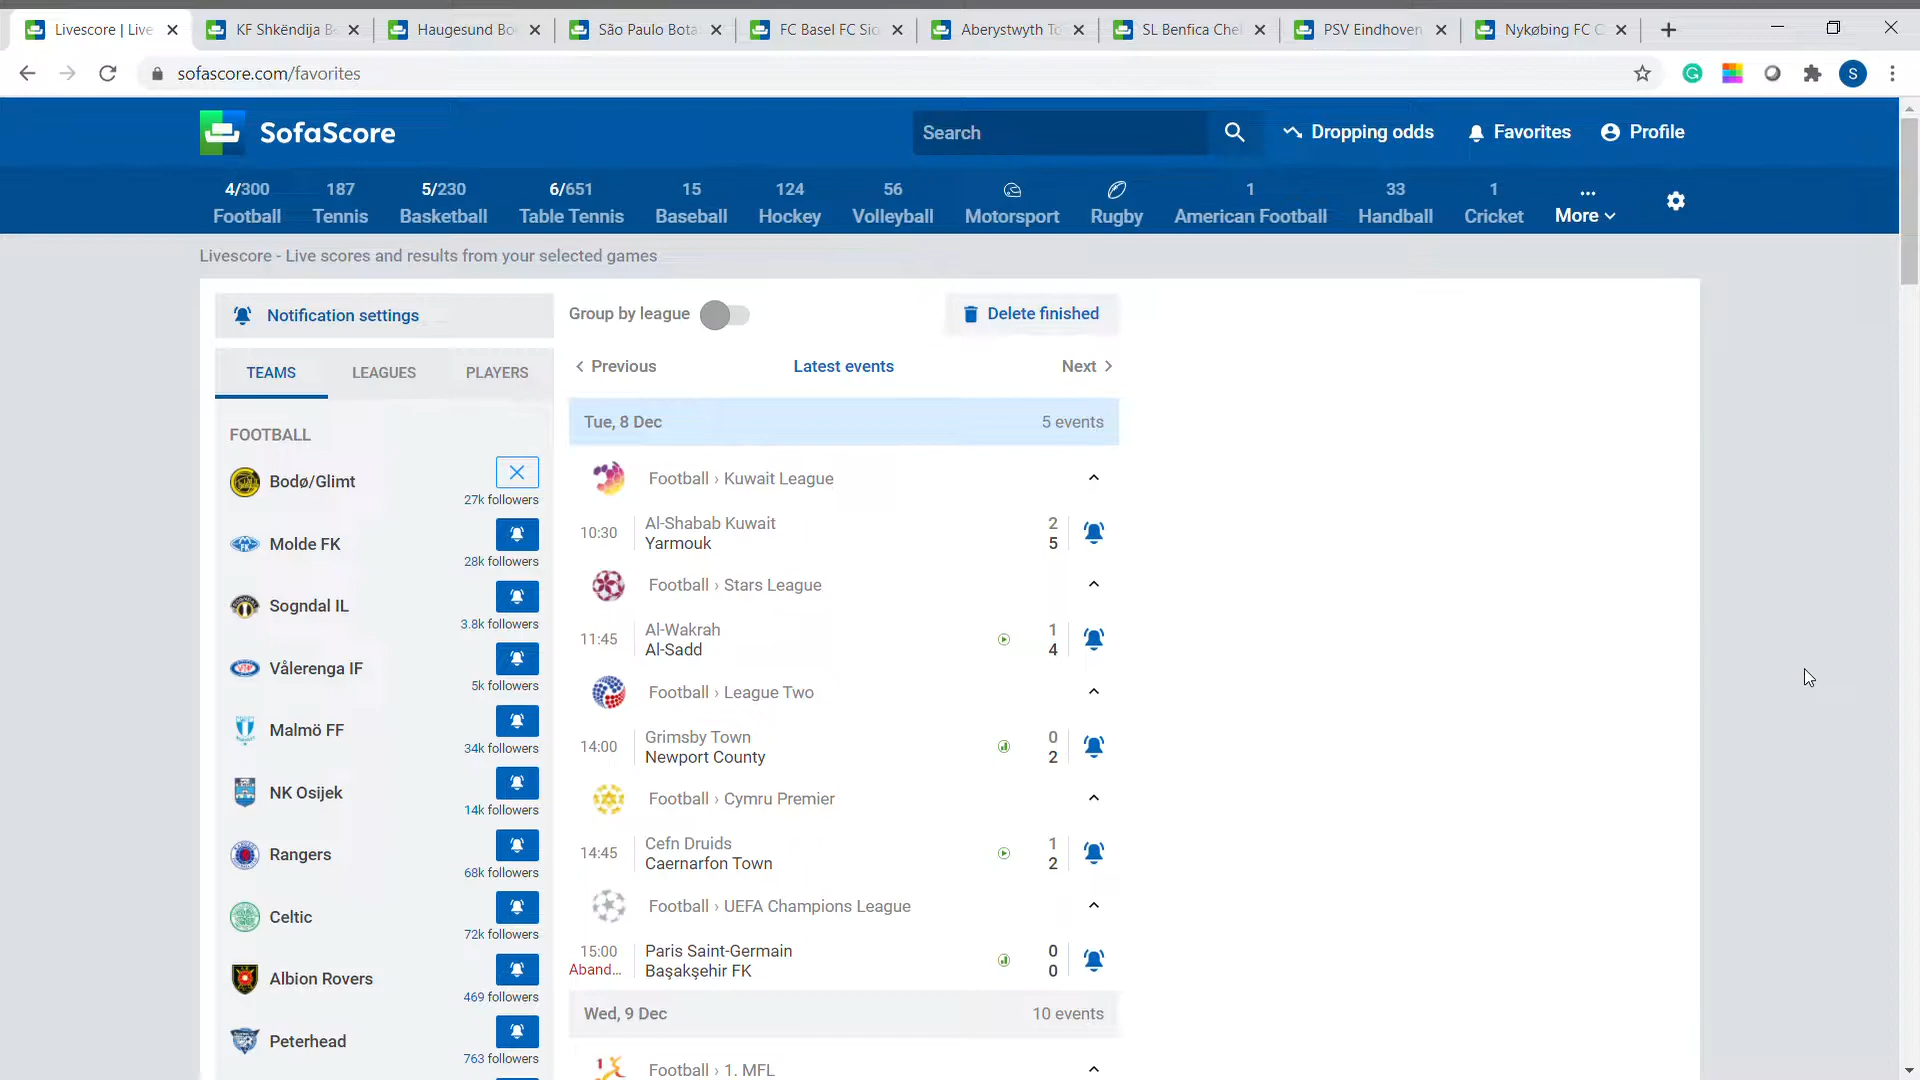 Livescore | Live
KF Shkëndija B
Haugesund Bo
São Paulo Bota
FC Basel FC Sio
Aberystwyth To
SL Benfica Chel
PSV Eindhoven
Nykøbing FC C
sofascore.com/favorites
S
SofaScore
Search
Dropping odds
Favorites
Profile
4/300
Football
187
Tennis
5/230
Basketball
6/651
Table Tennis
15
Baseball
124
Hockey
56
Volleyball
Motorsport
Rugby
1
American Football
33
Handball
1
Cricket
...
More
Livescore - Live scores and results from your selected games
Notification settings
Group by league
Delete finished
TEAMS
LEAGUES
PLAYERS
Previous
Latest events
Next
FOOTBALL
Bodø/Glimt
27k followers
Molde FK
28k followers
Sogndal IL
3.8k followers
Vålerenga IF
5k followers
Malmö FF
34k followers
NK Osijek
14k followers
Rangers
68k followers
Celtic
72k followers
Albion Rovers
469 followers
Peterhead
763 followers
Tue, 8 Dec
5 events
Football › Kuwait League
10:30
Al-Shabab Kuwait
2
Yarmouk
5
Football › Stars League
11:45
Al-Wakrah
1
Al-Sadd
4
Football › League Two
14:00
Grimsby Town
0
Newport County
2
Football › Cymru Premier
14:45
Cefn Druids
1
Caernarfon Town
2
Football › UEFA Champions League
15:00
Aband...
Paris Saint-Germain
0
Başakşehir FK
0
Wed, 9 Dec
10 events
Football › 1. MFL